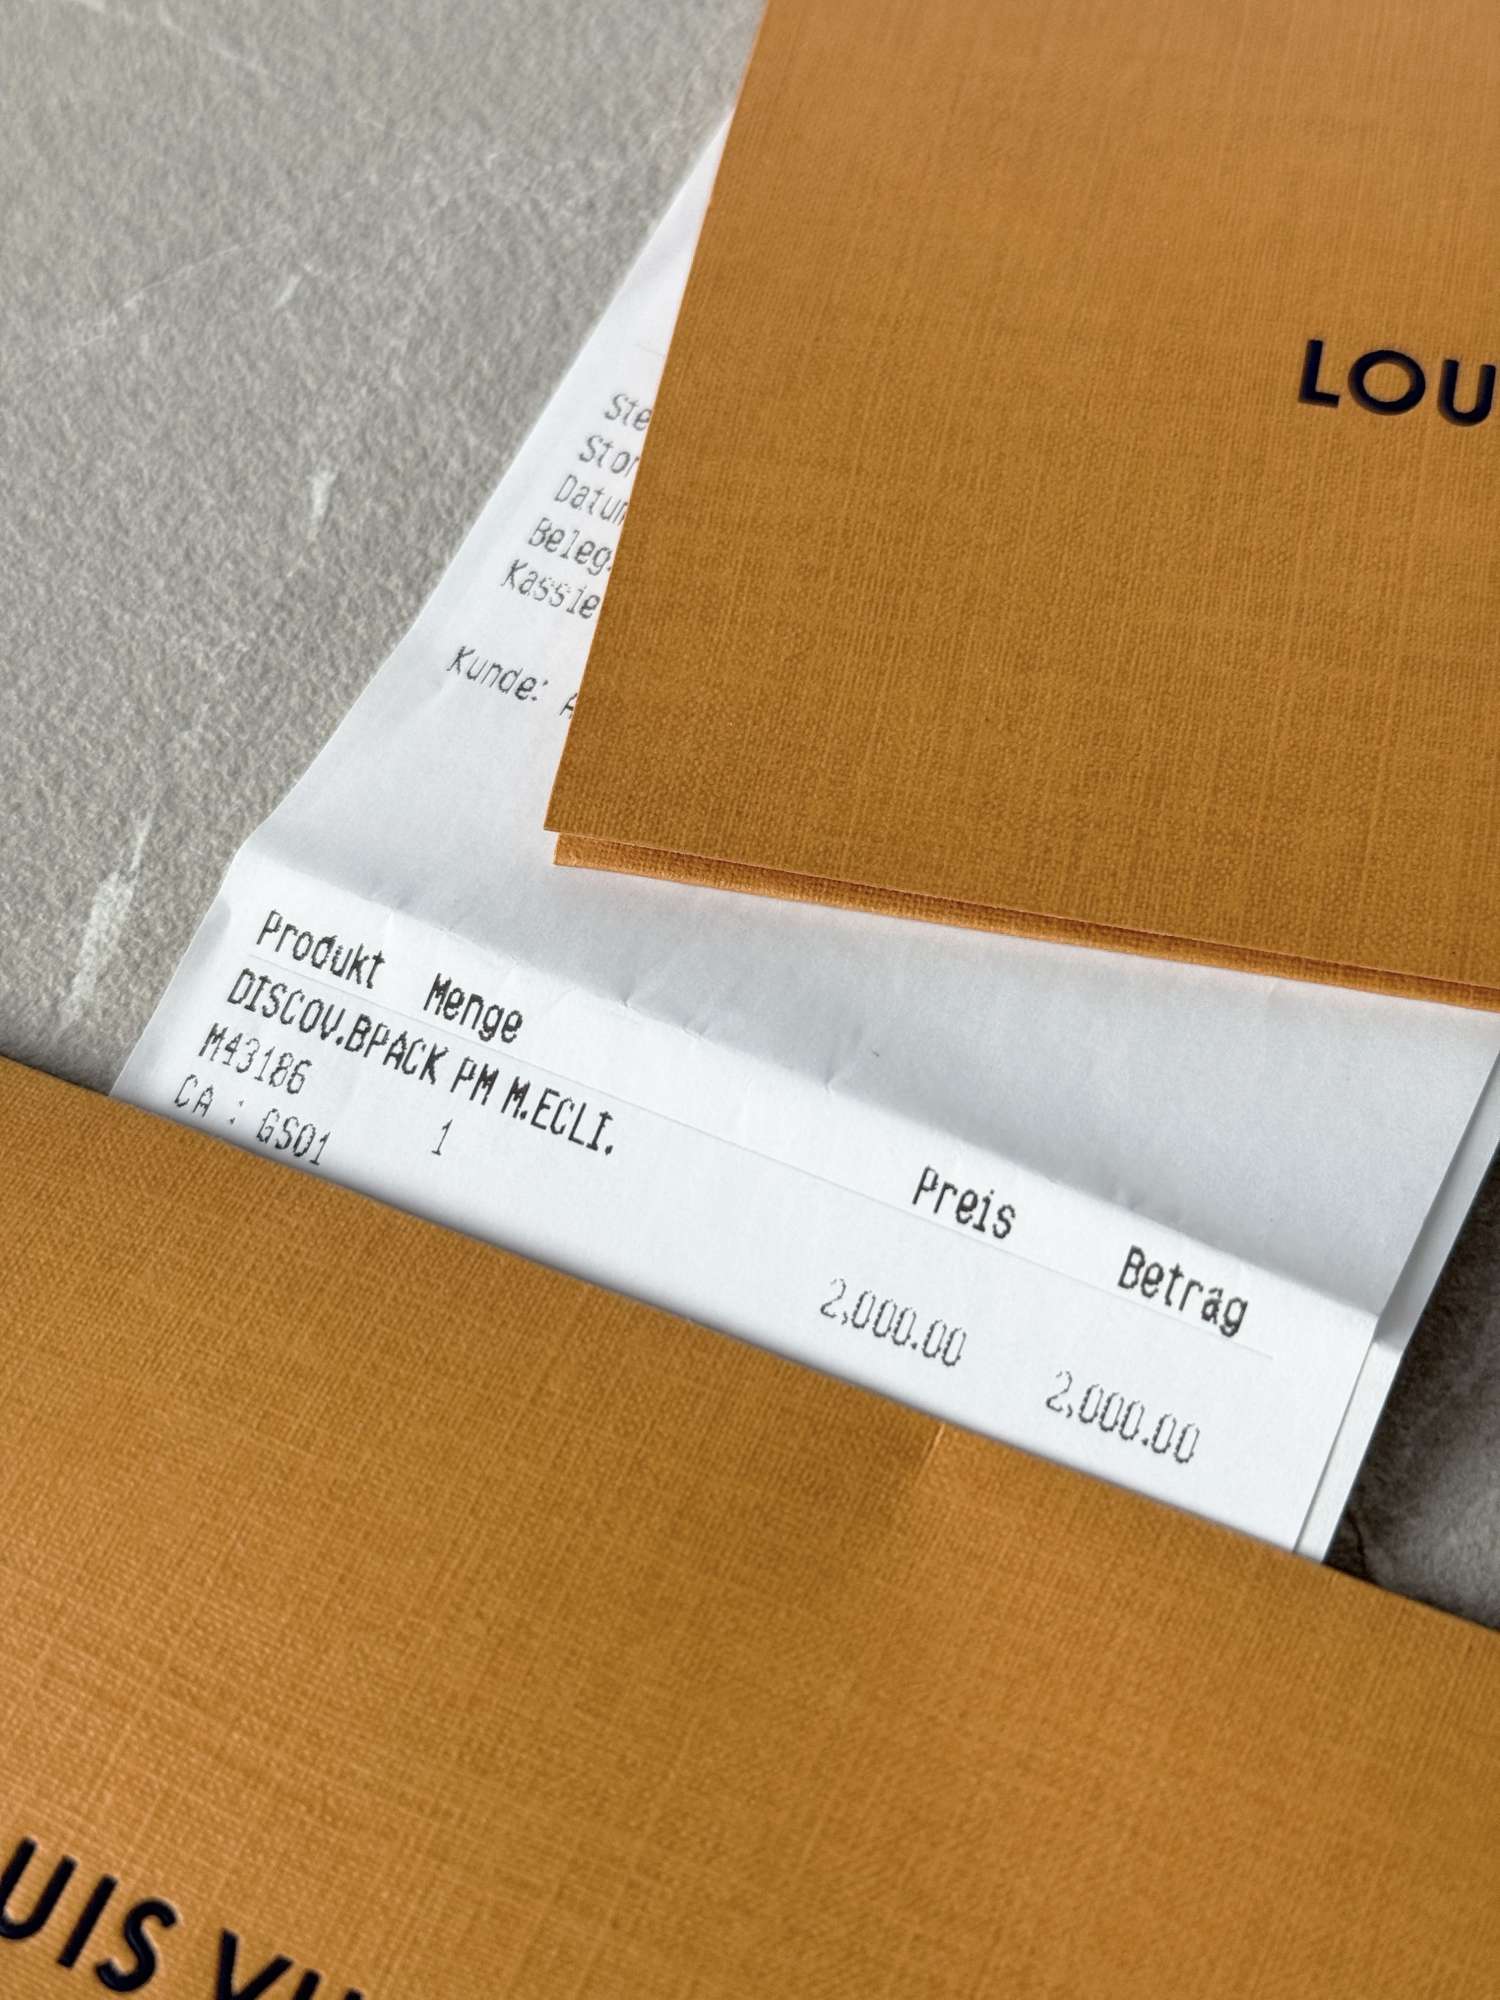 LOU
Ste
Stor
Datum
Beleg
Kassie
Kunde: A
Produkt Menge Preis Betrag
DISCOV.BPACK PM M.ECLI.
M43186 1 2,000.00 2,000.00
CA : GS01
UIS VU